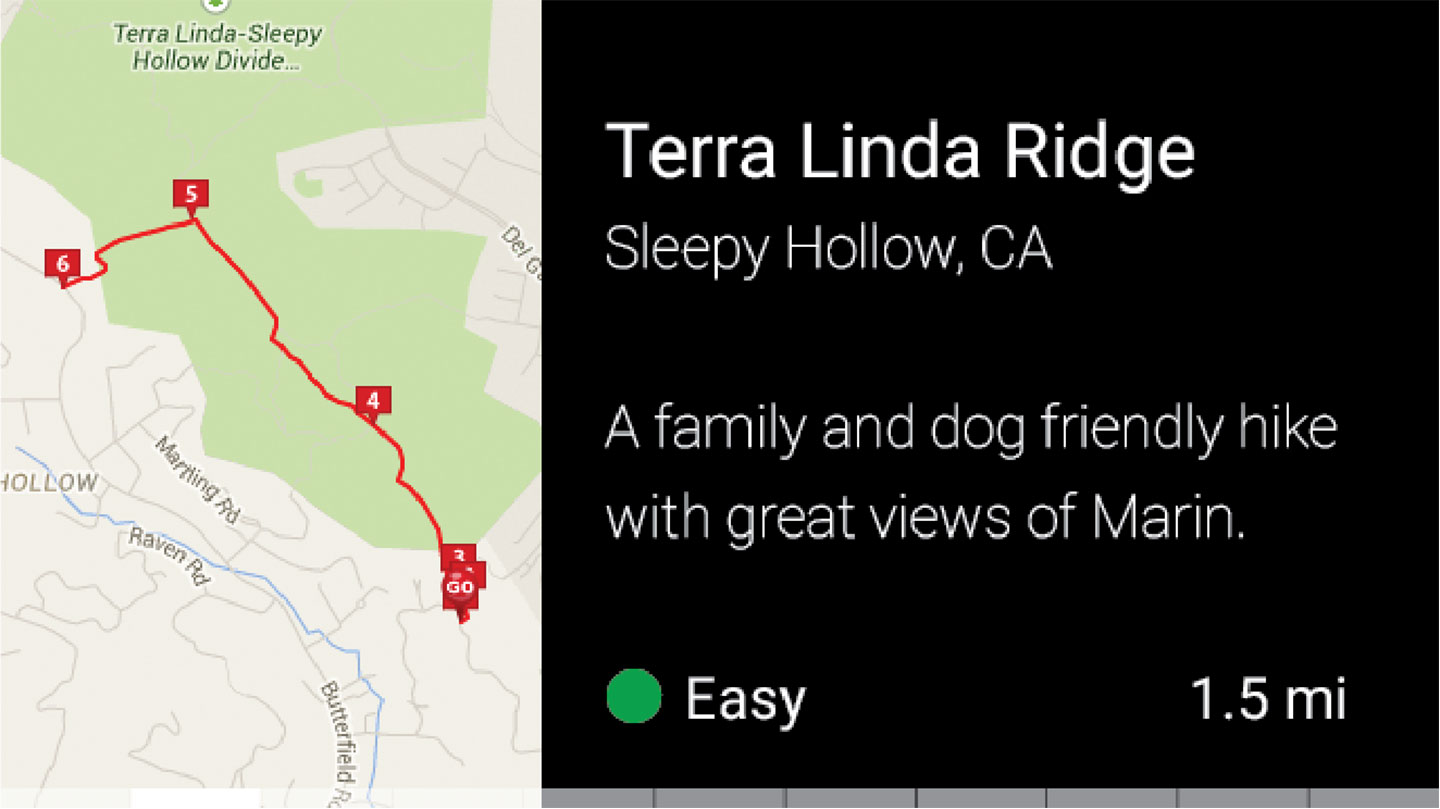 Terra Linda-Sleepy
Hollow Divide...
5
6
Del
4
HOLLOW
Martling Rd
Raven Rd
3
GO
Butterfield
Terra Linda Ridge
Sleepy Hollow, CA
A family and dog friendly hike
with great views of Marin.
Easy
1.5 mi